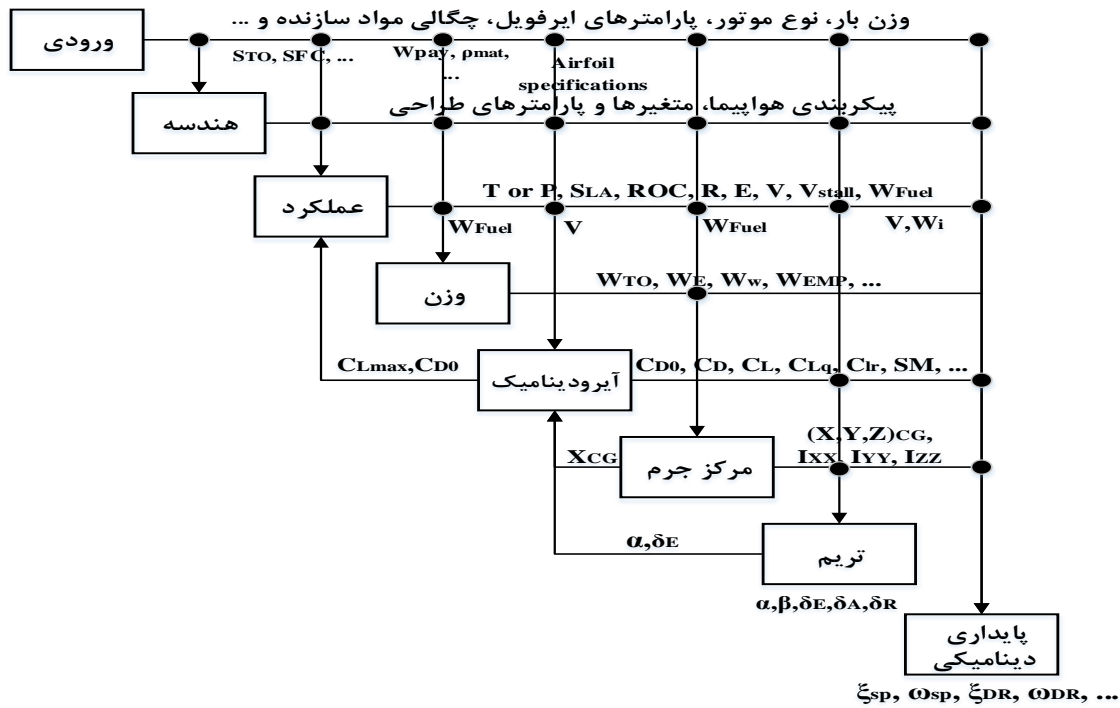 وزن بار، نوع موتور، پارامترهای ایرفویل، چگالی مواد سازنده و ...
ورودی
STO, SFC, ...
Wpay, ρmat,
...
Airfoil
specifications
هندسه
پیکربندی هواپیما، متغیرها و پارامترهای طراحی
عملکرد
T or P, SLA, ROC, R, E, V, Vstall, WFuel
WFuel
V
WFuel
V,Wi
وزن
WTO, WE, Ww, WEMP, ...
CLmax,CD0
آیرودینامیک
CD0, CD, CL, CLq, Clr, SM, ...
XCG
مرکز جرم
(X,Y,Z)CG,
IXX, IYY, IZZ
α,δE
تریم
α,β,δE,δA,δR
پایداری
دینامیکی
ξsp, ωsp, ξDR, ωDR, ...